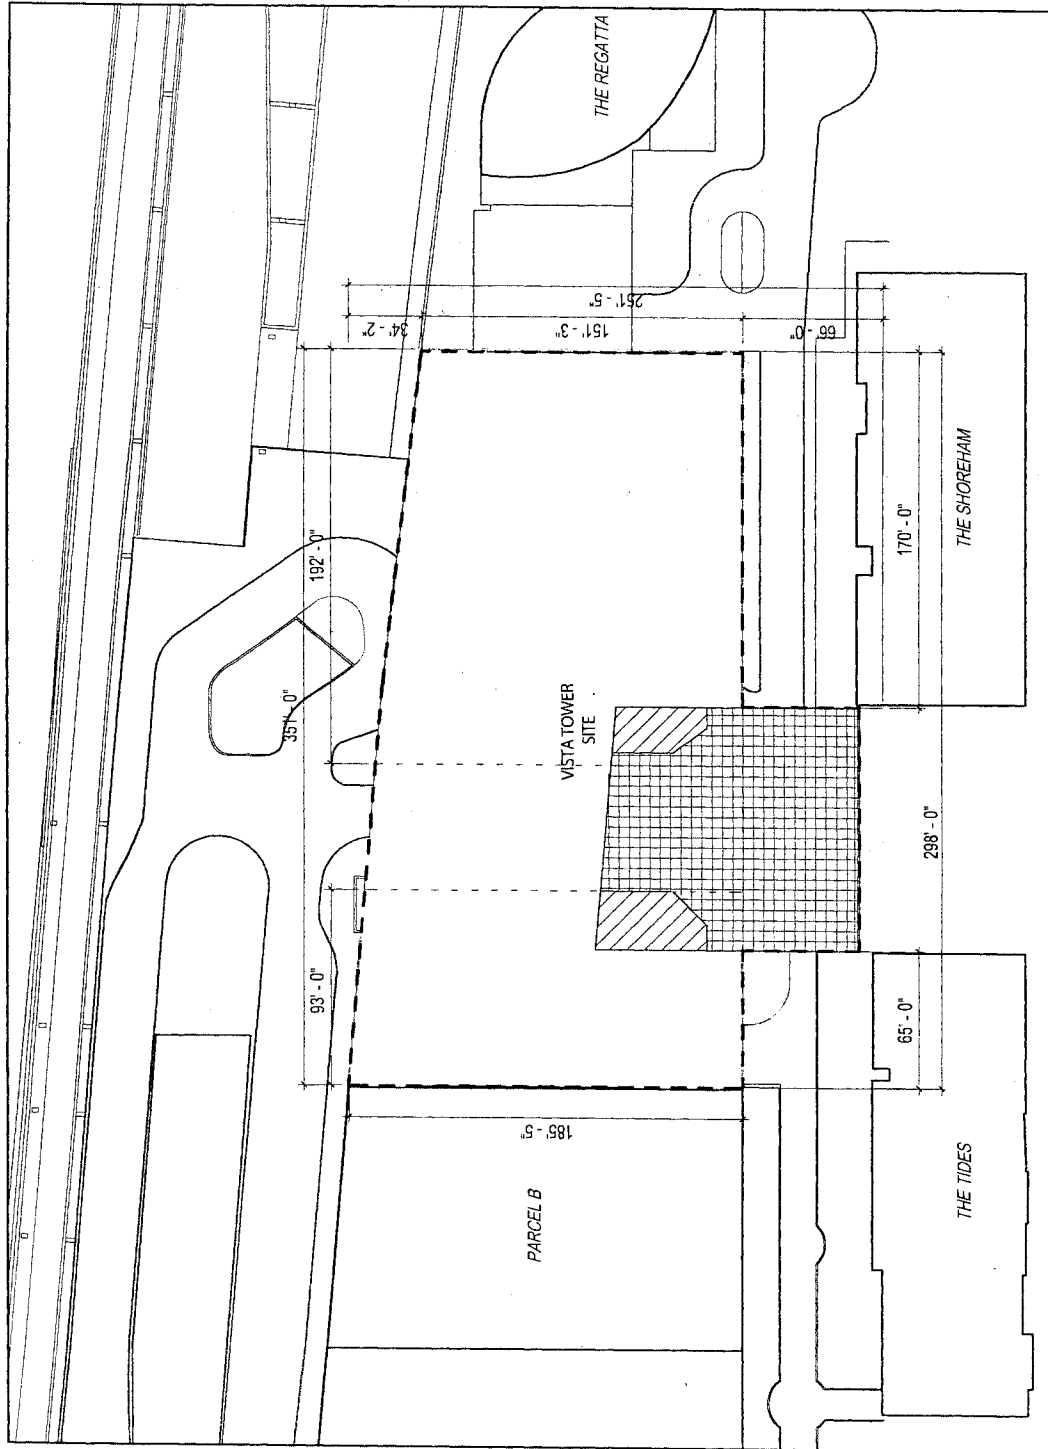 THE REGATTA
251' - 5"
34' - 2"
151' - 3"
66' - 0"
192' - 0"
351' - 0"
93' - 0"
VISTA TOWER
SITE
170' - 0"
298' - 0"
65' - 0"
THE SHOREHAM
185' - 5"
PARCEL B
THE TIDES